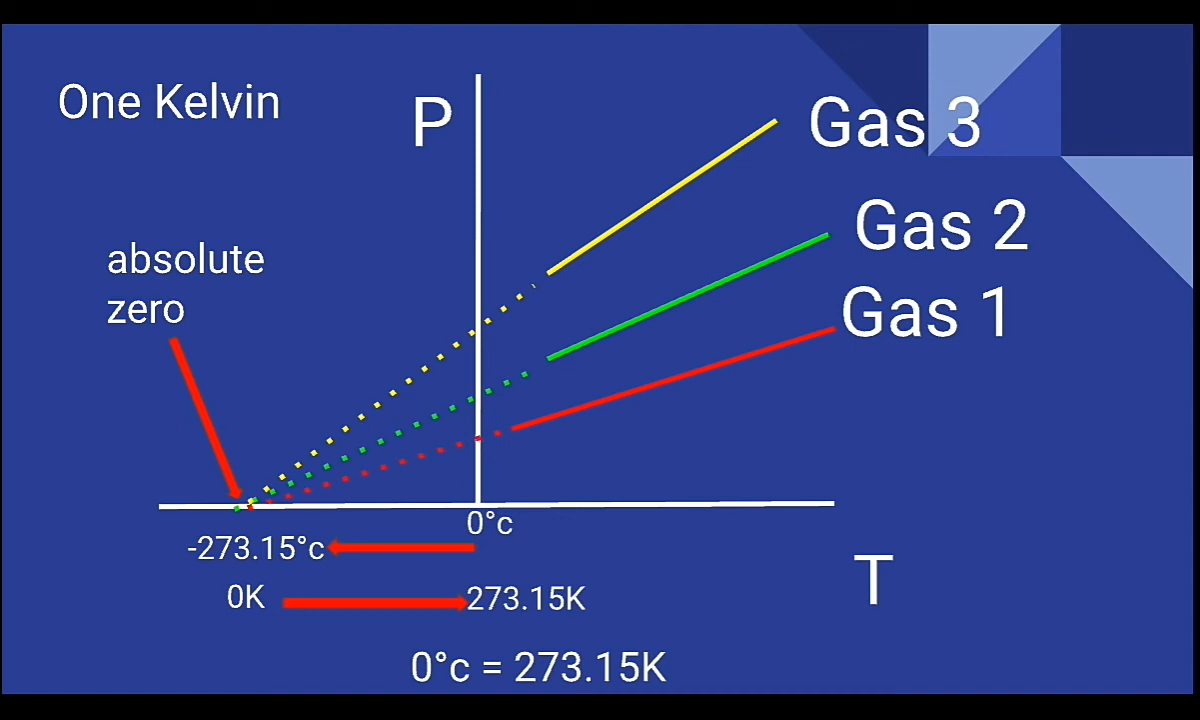 One Kelvin
P
Gas 3
Gas 2
Gas 1
absolute
zero
0°c
-273.15°c
0K
273.15K
T
0°c = 273.15K